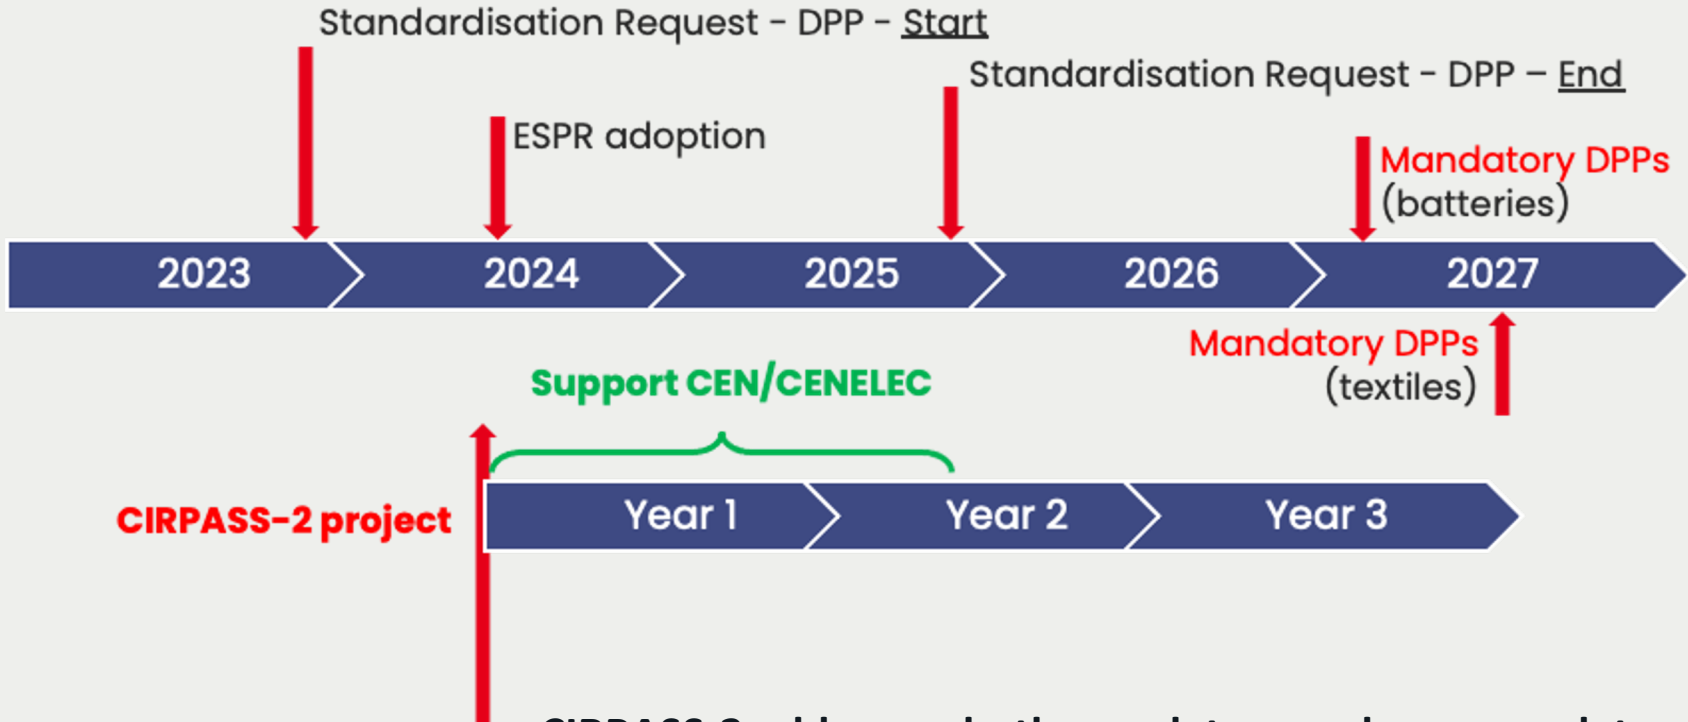 Standardisation Request - DPP - Start
Standardisation Request - DPP – End
ESPR adoption
Mandatory DPPs
(batteries)
2023
2024
2025
2026
2027
Mandatory DPPs
(textiles)
Support CEN/CENELEC
CIRPASS-2 project
Year 1
Year 2
Year 3